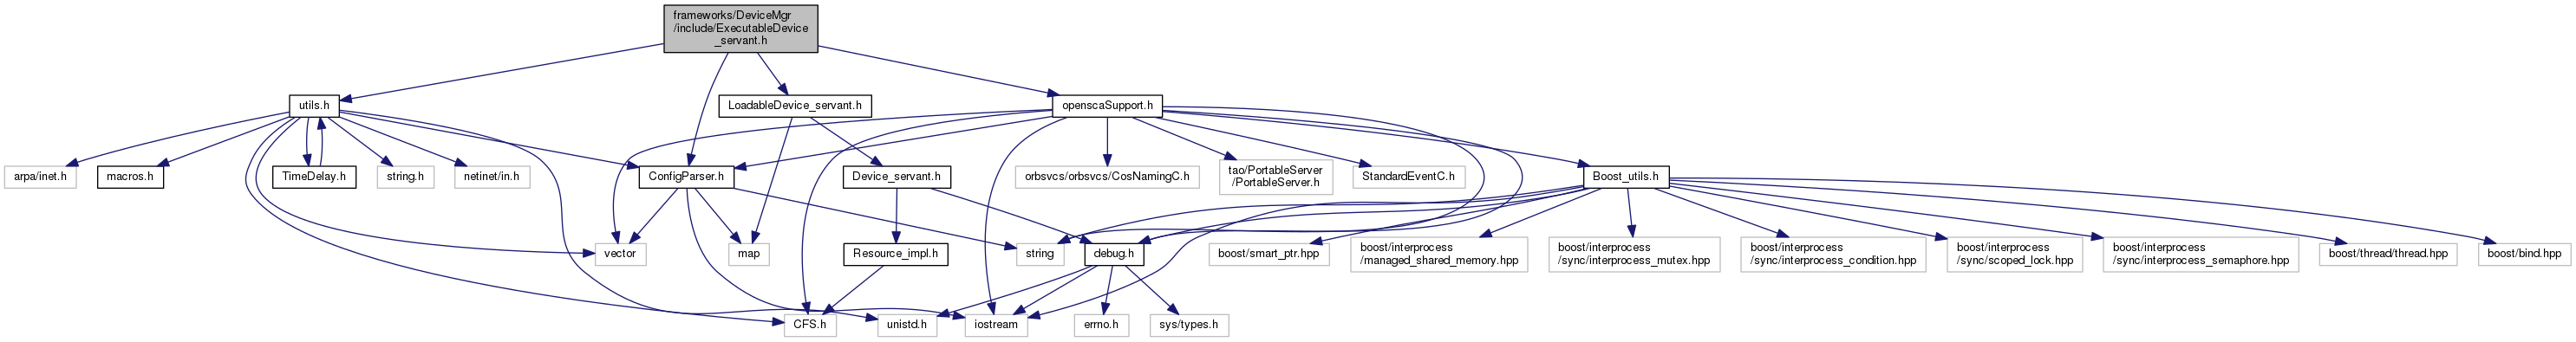 frameworks/DeviceMgr
/include/ExecutableDevice
_servant.h
utils.h
LoadableDevice_servant.h
openscaSupport.h
arpa/inet.h
macros.h
TimeDelay.h
string.h
netinet/in.h
ConfigParser.h
Device_servant.h
orbsvcs/orbsvcs/CosNamingC.h
tao/PortableServer
/PortableServer.h
StandardEventC.h
Boost_utils.h
vector
map
Resource_impl.h
string
debug.h
boost/smart_ptr.hpp
boost/interprocess
/managed_shared_memory.hpp
boost/interprocess
/sync/interprocess_mutex.hpp
boost/interprocess
/sync/interprocess_condition.hpp
boost/interprocess
/sync/scoped_lock.hpp
boost/interprocess
/sync/interprocess_semaphore.hpp
boost/thread/thread.hpp
boost/bind.hpp
CFS.h
unistd.h
iostream
errno.h
sys/types.h